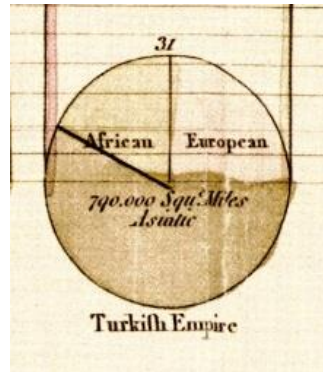 31
African European
790.000 Squ.ͤ Miles
Asiatic
Turkiſh Empire